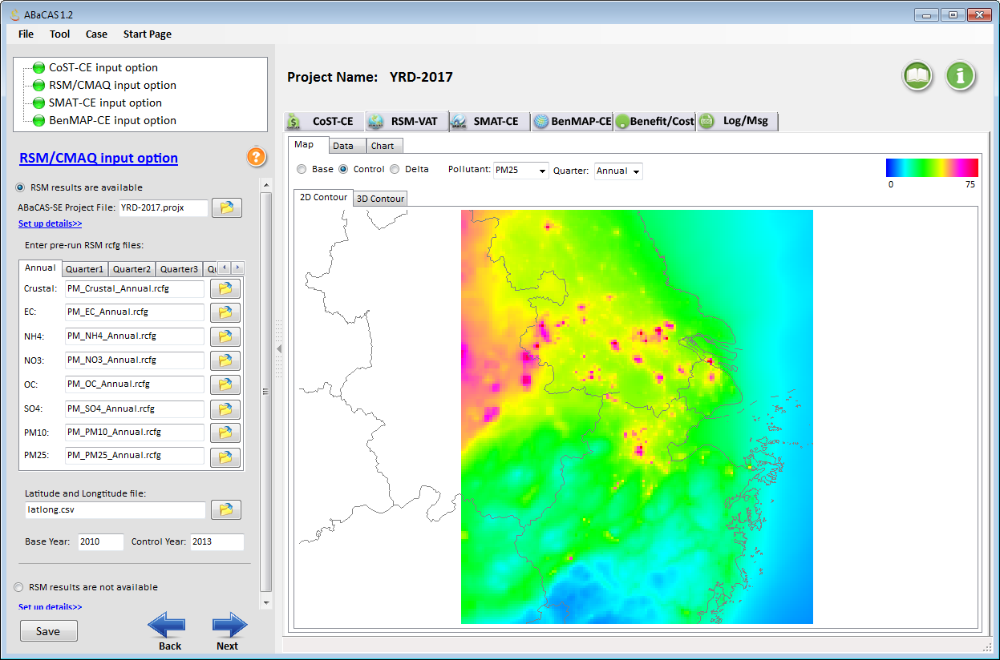 ABaCAS 1.2
File Tool Case Start Page
CoST-CE input option
RSM/CMAQ input option
SMAT-CE input option
BenMAP-CE input option
RSM/CMAQ input option
?
RSM results are available
ABaCAS-SE Project File: YRD-2017.projx
Set up details>>
Enter pre-run RSM rcfg files:
Annual Quarter1 Quarter2 Quarter3
Crustal: PM_Crustal_Annual.rcfg
EC: PM_EC_Annual.rcfg
NH4: PM_NH4_Annual.rcfg
NO3: PM_NO3_Annual.rcfg
OC: PM_OC_Annual.rcfg
SO4: PM_SO4_Annual.rcfg
PM10: PM_PM10_Annual.rcfg
PM25: PM_PM25_Annual.rcfg
Latitude and Longtitude file:
latlong.csv
Base Year: 2010 Control Year: 2013
RSM results are not available
Set up details>>
Save
Back
Next
Project Name: YRD-2017
i
$ CoST-CE RSM-VAT SMAT-CE BenMAP-CE Benefit/Cost Log/Msg
Map Data Chart
Base Control Delta Pollutant: PM25 Quarter: Annual
0 75
2D Contour 3D Contour